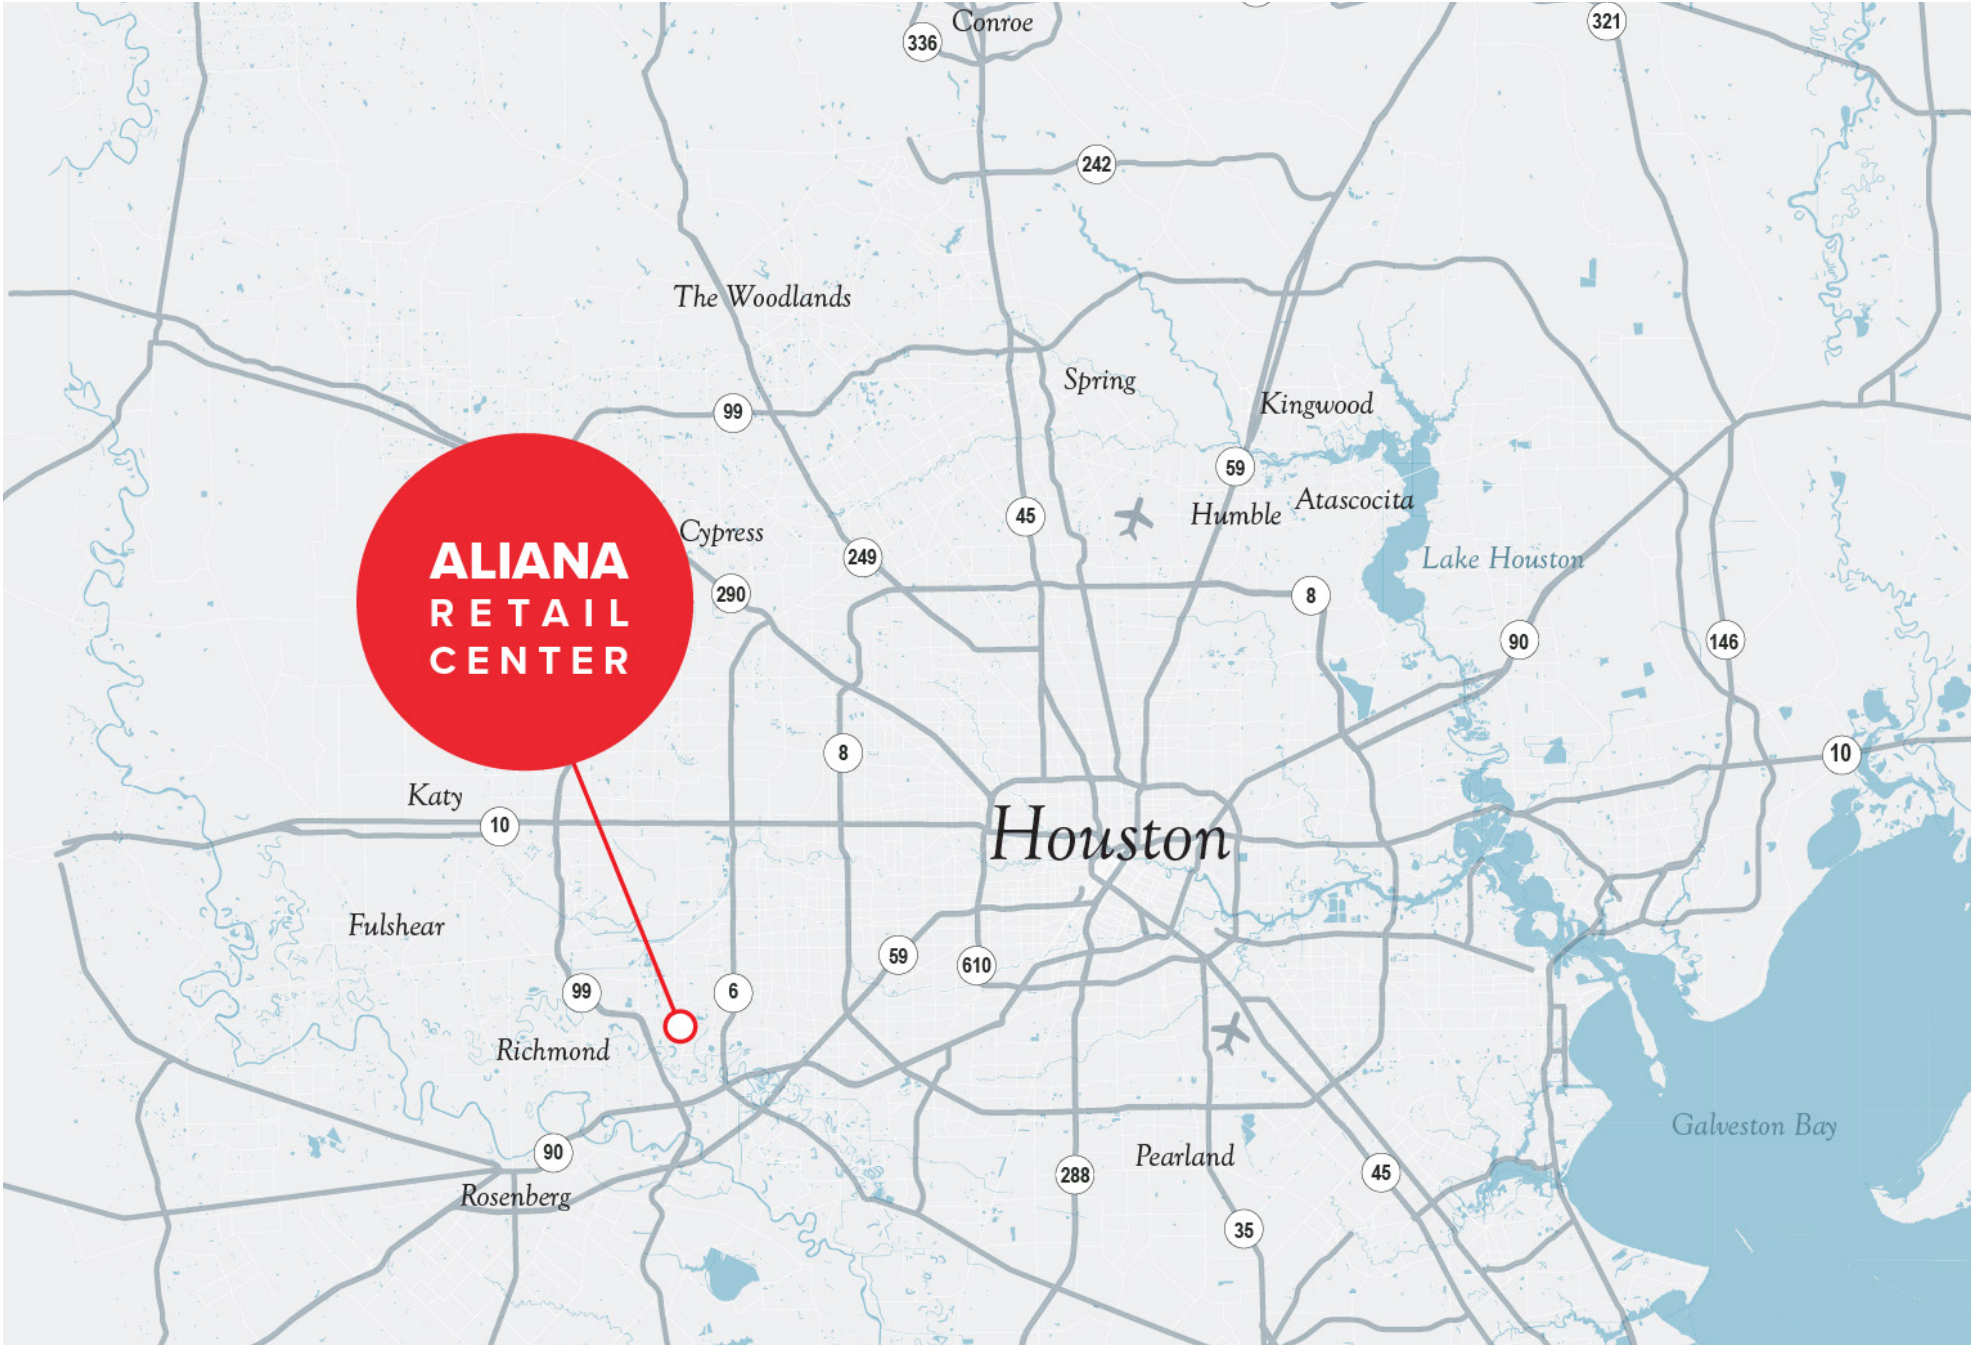 Conroe
336
321
242
The Woodlands
Spring
99
Kingwood
59
Atascocita
Humble
45
Cypress
249
Lake Houston
ALIANA
RETAIL
CENTER
290
8
90
146
8
10
Katy
10
Houston
Fulshear
59
610
99
6
Richmond
Galveston Bay
90
Pearland
288
45
Rosenberg
35